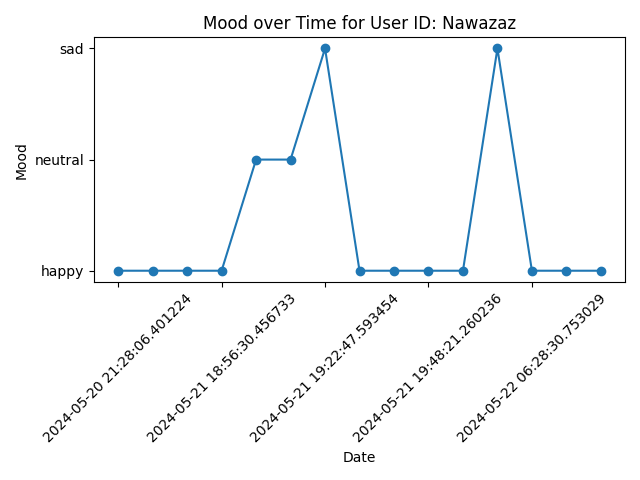 Mood over Time for User ID: Nawazaz
sad
neutral
happy
Mood
2024-05-20 21:28:06.401224
2024-05-21 18:56:30.456733
2024-05-21 19:22:47.593454
2024-05-21 19:48:21.260236
2024-05-22 06:28:30.753029
Date